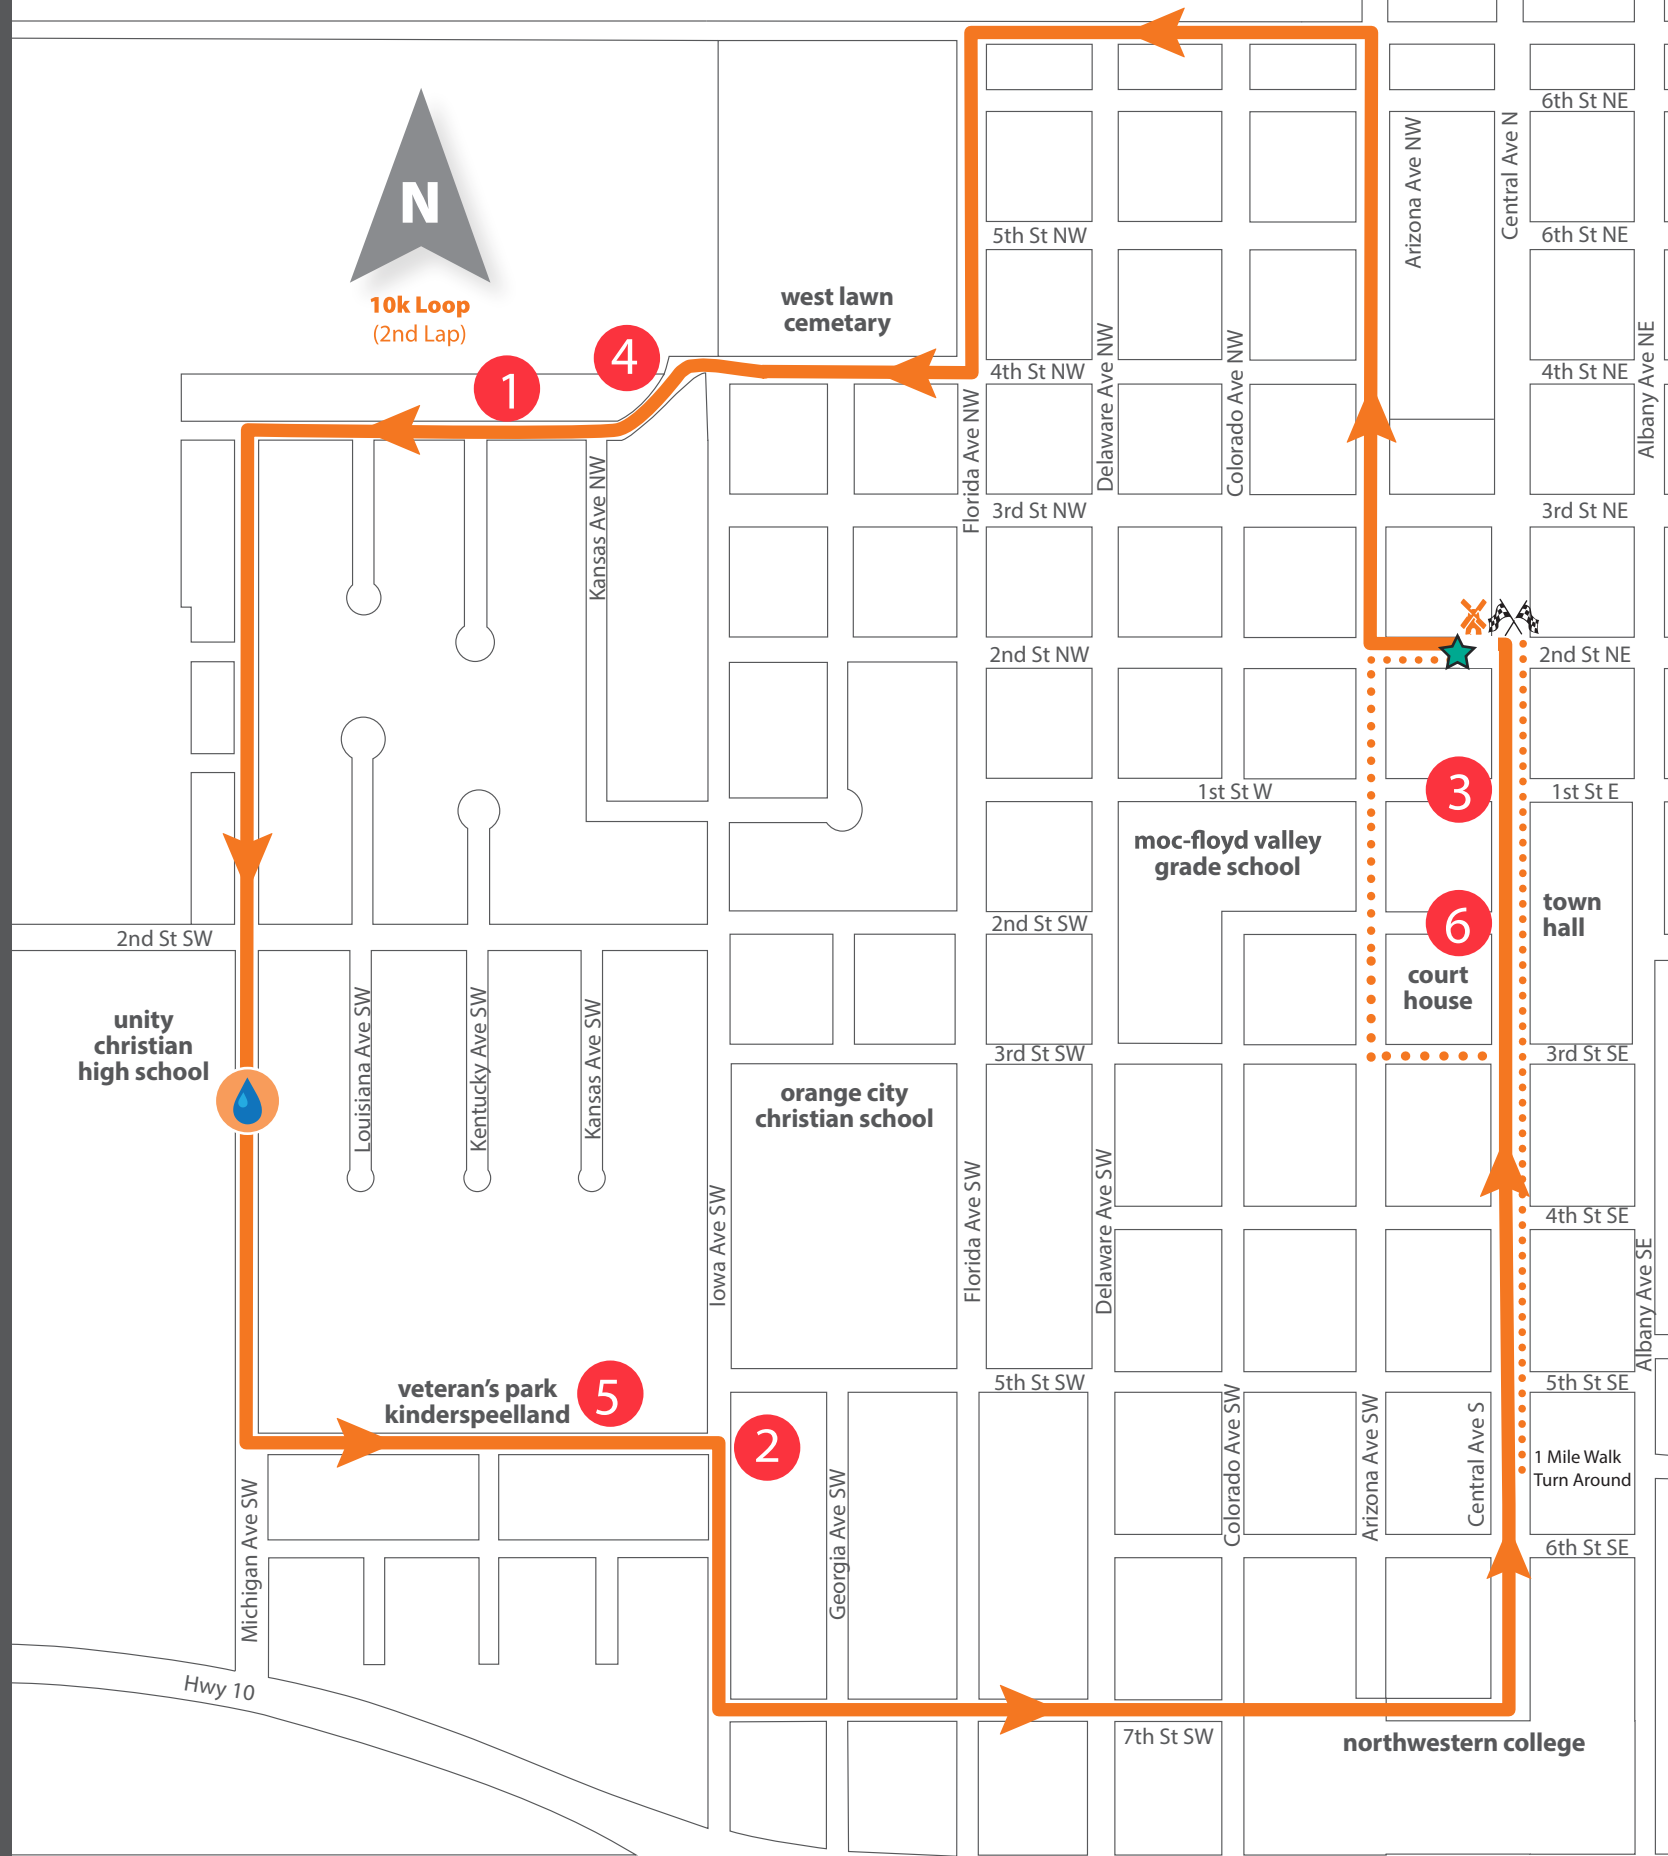 6th St NE
Arizona Ave NW
Central Ave N
N
5th St NW
6th St NE
west lawn
cemetary
10k Loop
(2nd Lap)
4
1
4th St NW
4th St NE
Delaware Ave NW
Colorado Ave NW
Albany Ave NE
Florida Ave NW
Kansas Ave NW
3rd St NW
3rd St NE
2nd St NW
2nd St NE
3
1st St W
1st St E
moc-floyd valley
grade school
6
town
hall
2nd St SW
2nd St SW
court
house
unity
christian
high school
Louisiana Ave SW
Kentucky Ave SW
Kansas Ave SW
3rd St SW
3rd St SE
orange city
christian school
Iowa Ave SW
Florida Ave SW
Delaware Ave SW
4th St SE
Albany Ave SE
veteran's park
kinderspeelland
5
5th St SW
5th St SE
2
Colorado Ave SW
Arizona Ave SW
Central Ave S
1 Mile Walk
Turn Around
Michigan Ave SW
Georgia Ave SW
6th St SE
Hwy 10
7th St SW
northwestern college